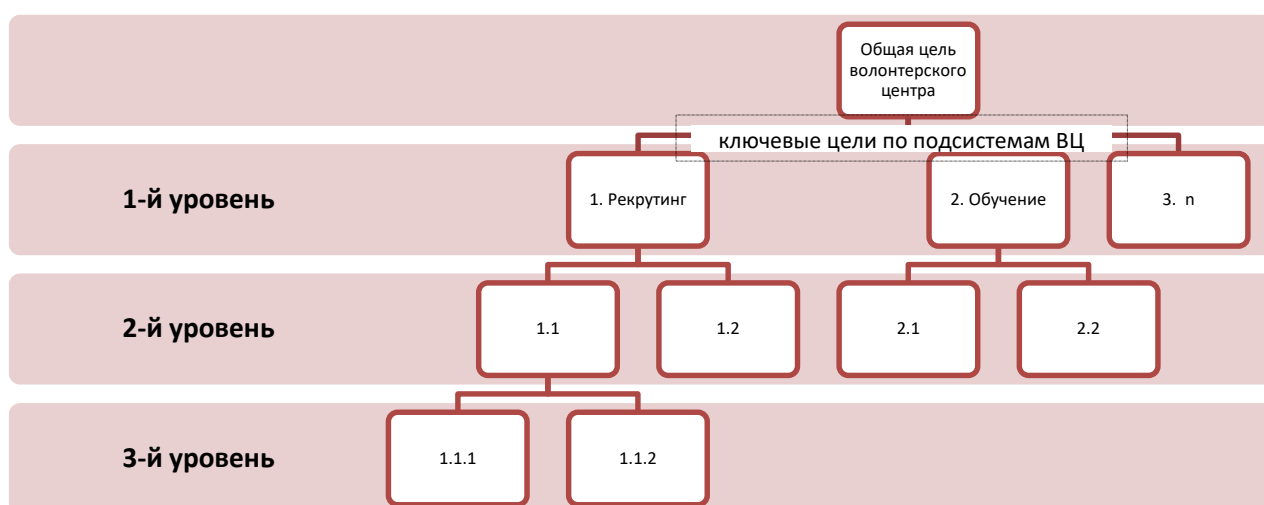 Общая цель
волонтерского
центра
ключевые цели по подсистемам ВЦ
1-й уровень
1. Рекрутинг
2. Обучение
3. n
2-й уровень
1.1
1.2
2.1
2.2
3-й уровень
1.1.1
1.1.2